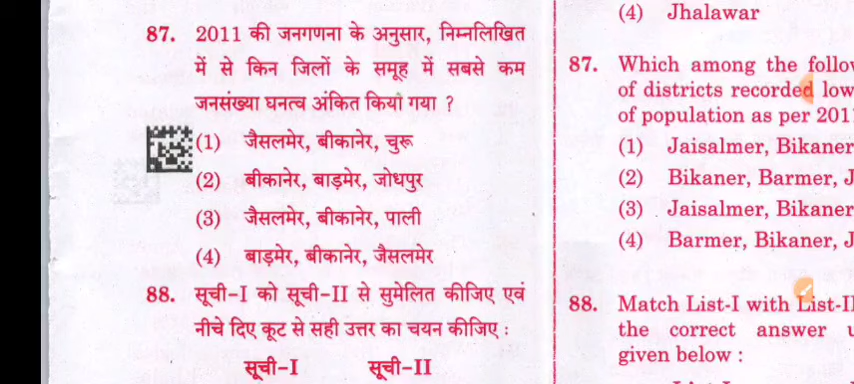 87. 2011 की जनगणना के अनुसार, निम्नलिखित
में से किन जिलों के समूह में सबसे कम
जनसंख्या घनत्व अंकित किया गया ?
(1) जैसलमेर, बीकानेर, चुरू
(2) बीकानेर, बाड़मेर, जोधपुर
(3) जैसलमेर, बीकानेर, पाली
(4) बाड़मेर, बीकानेर, जैसलमेर
88. सूची-I को सूची-II से सुमेलित कीजिए एवं
नीचे दिए कूट से सही उत्तर का चयन कीजिए :
सूची-I सूची-II
(4) Jhalawar
87. Which among the follow
of districts recorded low
of population as per 201
(1) Jaisalmer, Bikaner
(2) Bikaner, Barmer, J
(3) Jaisalmer, Bikaner
(4) Barmer, Bikaner, J
88. Match List-I with List-II
the correct answer u
given below :